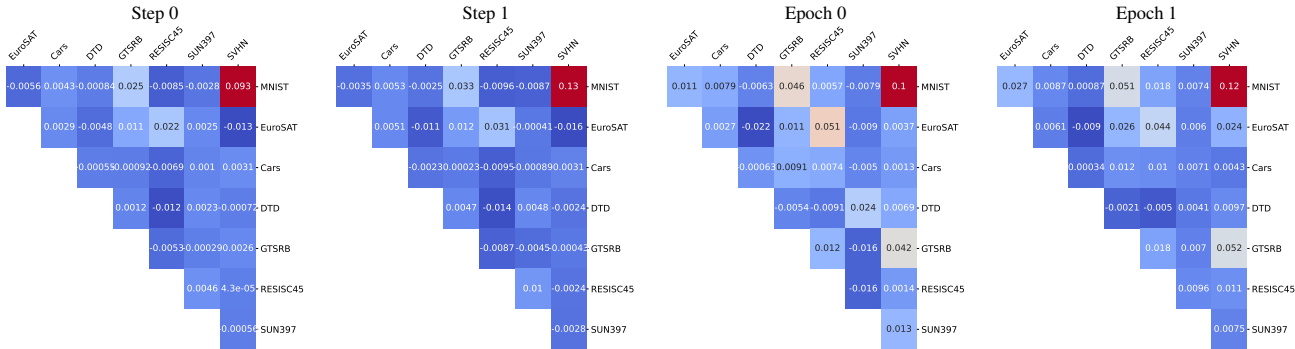 Step 0
EuroSAT Cars DTD GTSRB RESISC45 SUN397 SVHN
-0.0056 0.0043 -0.00084 0.025 -0.0085 -0.0028 0.093 MNIST
0.0029 -0.0048 0.011 0.022 0.0025 -0.013 EuroSAT
-0.00055 0.00092 -0.0069 0.001 0.0031 Cars
0.0012 -0.012 0.0023 -0.00072 DTD
-0.0053 -0.00029 0.0026 GTSRB
0.0046 4.3e-05 RESISC45
-0.00056 SUN397
Step 1
EuroSAT Cars DTD GTSRB RESISC45 SUN397 SVHN
-0.0035 0.0053 -0.0025 0.033 -0.0096 -0.0087 0.13 MNIST
0.0051 -0.011 0.012 0.031 -0.00041 -0.016 EuroSAT
-0.0023 0.00023 -0.0095 0.00089 0.0031 Cars
0.0047 -0.014 0.0048 -0.0024 DTD
-0.0087 -0.0045 -0.00043 GTSRB
0.01 -0.0024 RESISC45
-0.0028 SUN397
Epoch 0
EuroSAT Cars DTD GTSRB RESISC45 SUN397 SVHN
0.011 0.0079 -0.0063 0.046 0.0057 -0.0079 0.1 MNIST
0.0027 -0.022 0.011 0.051 -0.009 0.0037 EuroSAT
-0.00063 0.0091 0.0074 -0.005 0.0013 Cars
-0.0054 -0.0091 0.024 0.0069 DTD
0.012 -0.016 0.042 GTSRB
-0.016 0.0014 RESISC45
0.013 SUN397
Epoch 1
EuroSAT Cars DTD GTSRB RESISC45 SUN397 SVHN
0.027 0.0087 0.00087 0.051 0.018 0.0074 0.12 MNIST
0.0061 -0.009 0.026 0.044 0.006 0.024 EuroSAT
0.00034 0.012 0.01 0.0071 0.0043 Cars
-0.0021 -0.005 0.0041 0.0097 DTD
0.018 0.007 0.052 GTSRB
0.0096 0.011 RESISC45
0.0075 SUN397